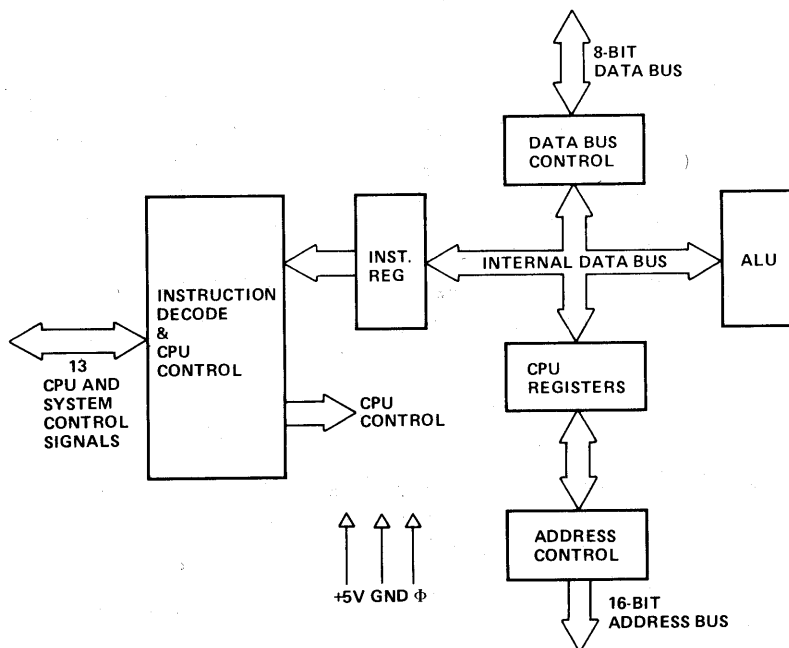 8-BIT
DATA BUS
DATA BUS
CONTROL
INST.
REG
INTERNAL DATA BUS
ALU
INSTRUCTION
DECODE
&
CPU
CONTROL
13
CPU AND
SYSTEM
CONTROL
SIGNALS
CPU
CONTROL
CPU
REGISTERS
ADDRESS
CONTROL
+5V GND Φ
16-BIT
ADDRESS BUS